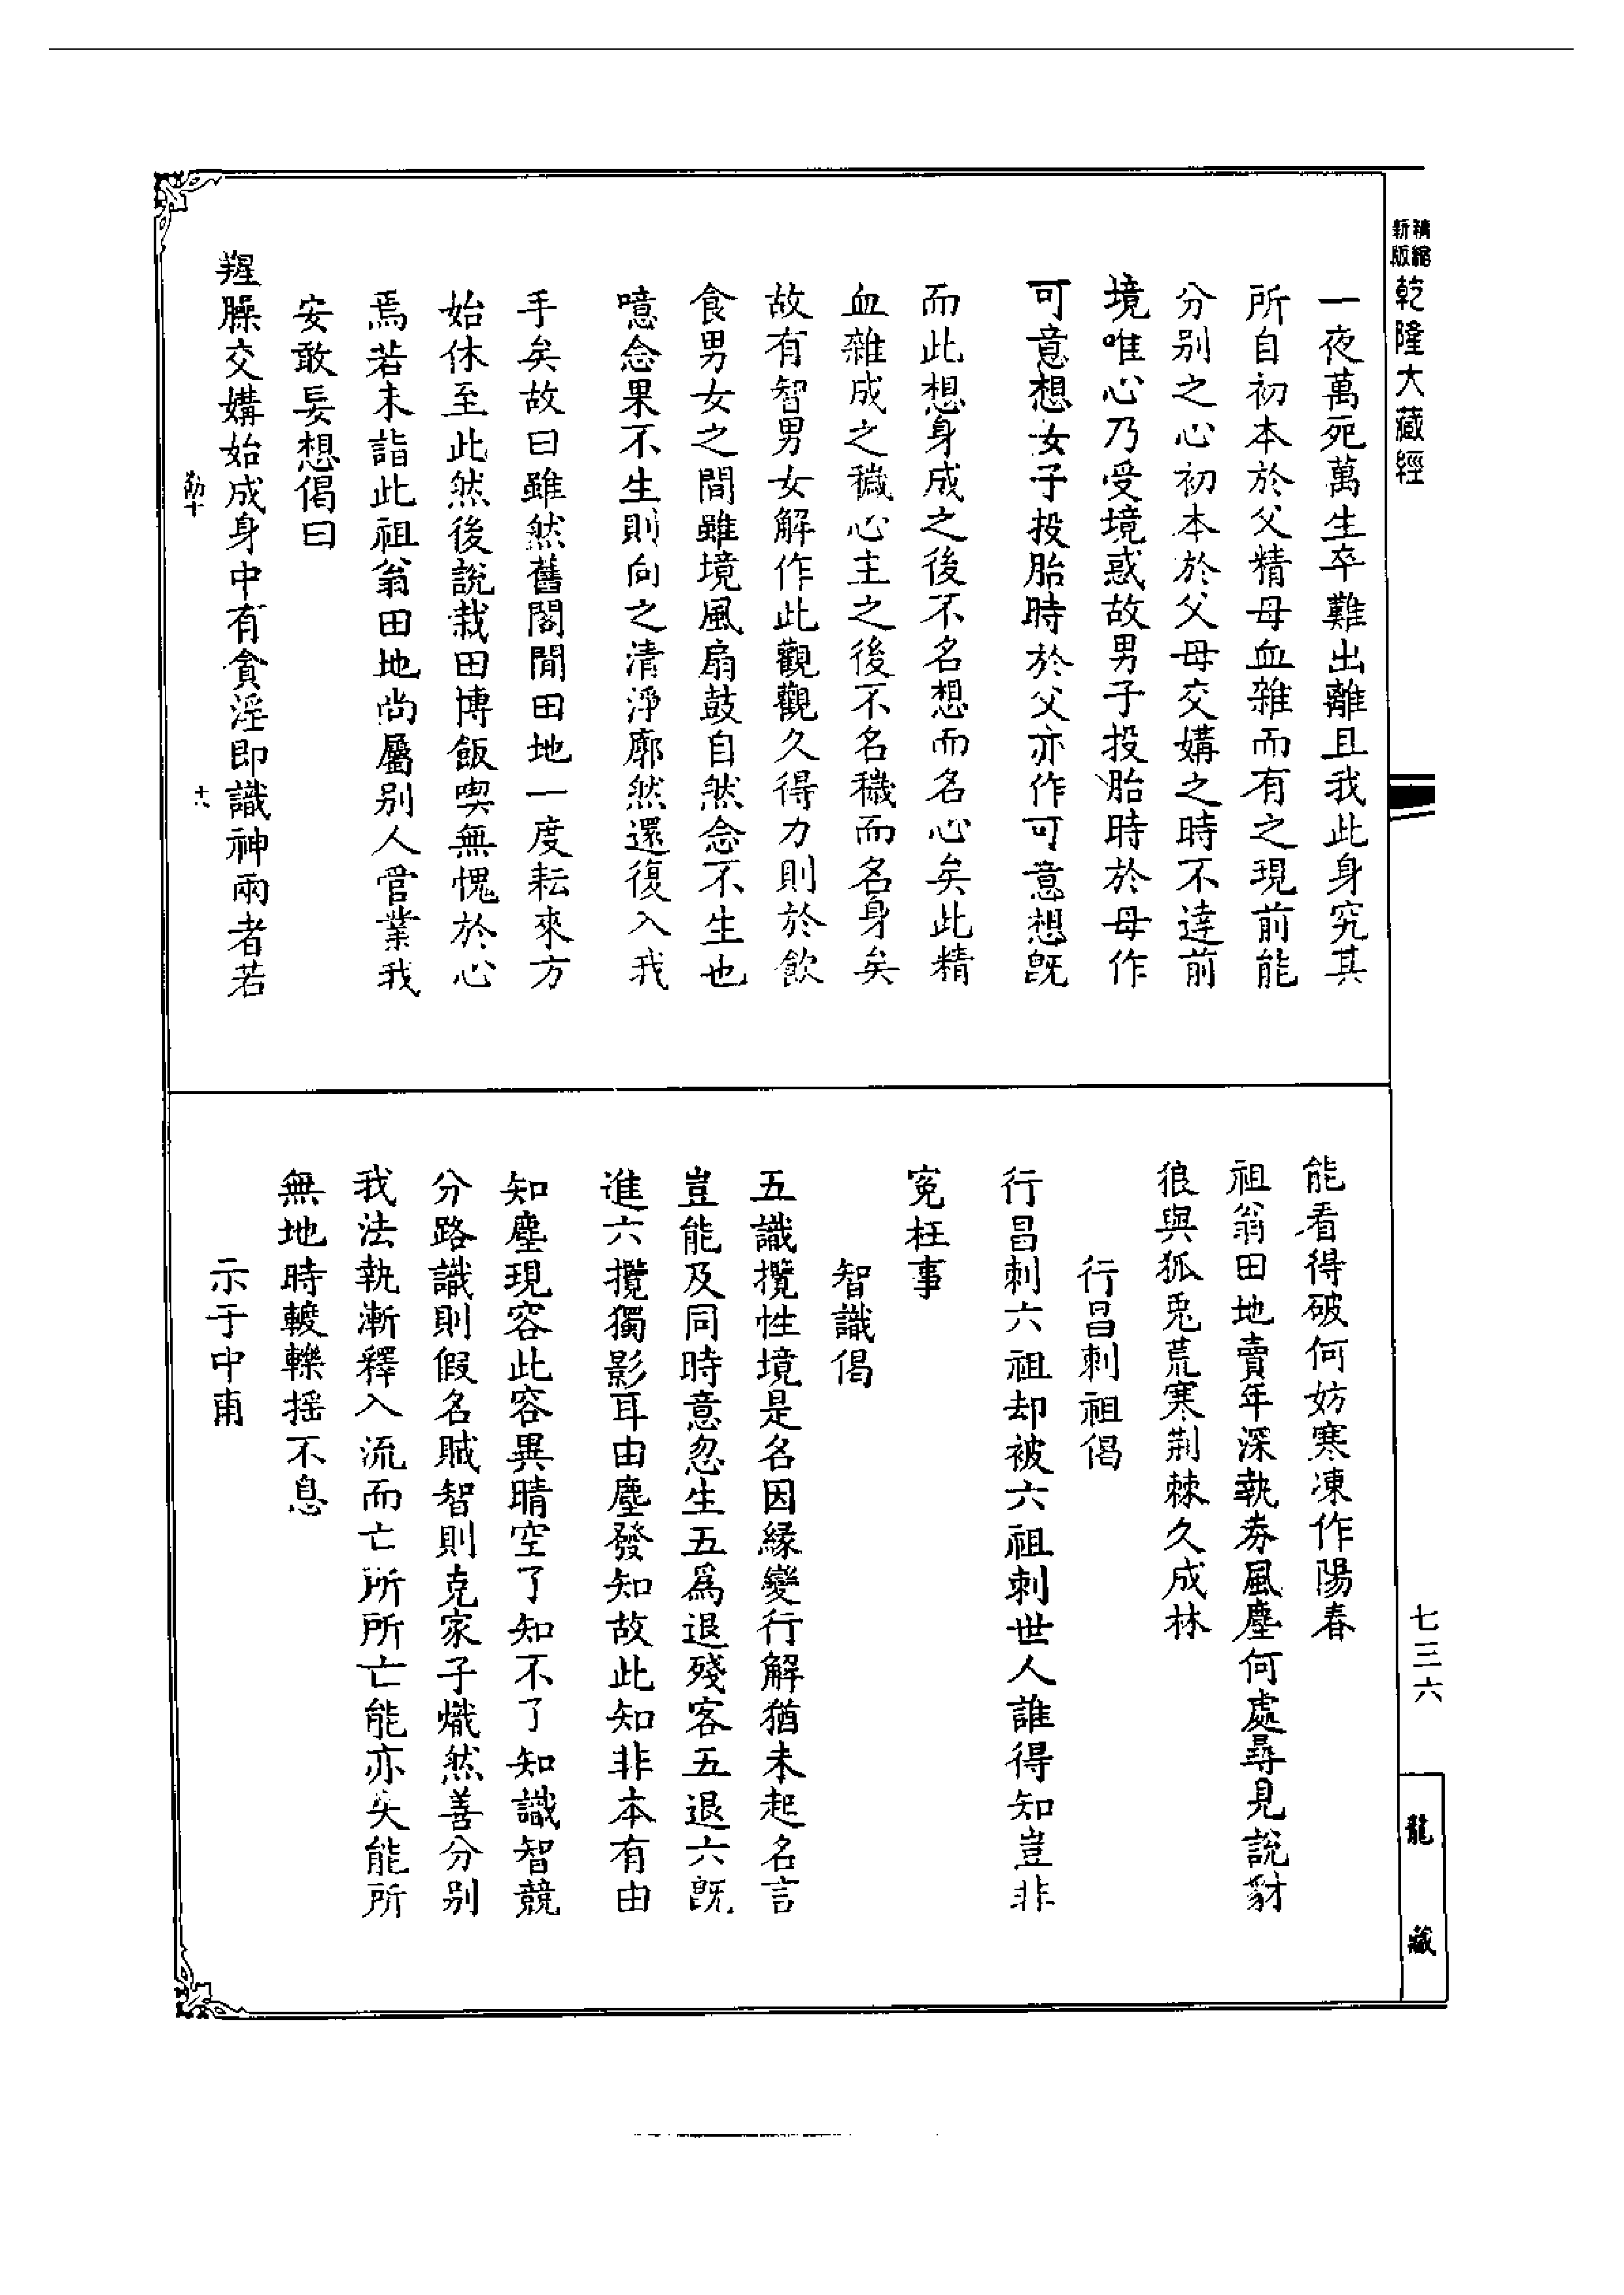 精縮新版乾隆大藏經
一夜萬死萬生卒難出離且我此身究其
所自初本於父精母血雜而有之現前能
分别之心初本於父母交媾之時不達前
境唯心乃受境惑故男子投胎時於母作
可意想女子投胎時於父亦作可意想旣
而此想身成之後不名想而名心矣此精
血雜成之穢心主之後不名穢而名身矣
故有智男女解作此觀觀久得力則於飲
食男女之間雖境風扇鼓自然念不生也
噫念果不生則向之清淨廓然還復入我
手矣故曰雖然舊閣閒田地一度耘來方
始休至此然後說栽田博飯喫無愧於心
焉若未詣此祖翁田地尚屬别人管業我
安敢妄想偈曰
羶臊交媾始成身中有貪淫即識神兩者若
勒十
十六
能看得破何妨寒凍作陽春
祖翁田地賣年深執券風塵何處尋見說豺
狼與狐兎荒寒荆棘久成林
行昌刺祖偈
行昌刺六祖却被六祖刺世人誰得知豈非
冤枉事
智識偈
五識攬性境是名因緣變行解猶未起名言
豈能及同時意忽生五爲退殘客五退六旣
進六攬獨影耳由塵發知故此知非本有由
知塵現容此容異晴空了知不了知識智競
分路識則假名賊智則克家子熾然善分别
我法執漸釋入流而亡所所亡能亦失能所
無地時轇轕摇不息
示于中甫
七三六
龍藏